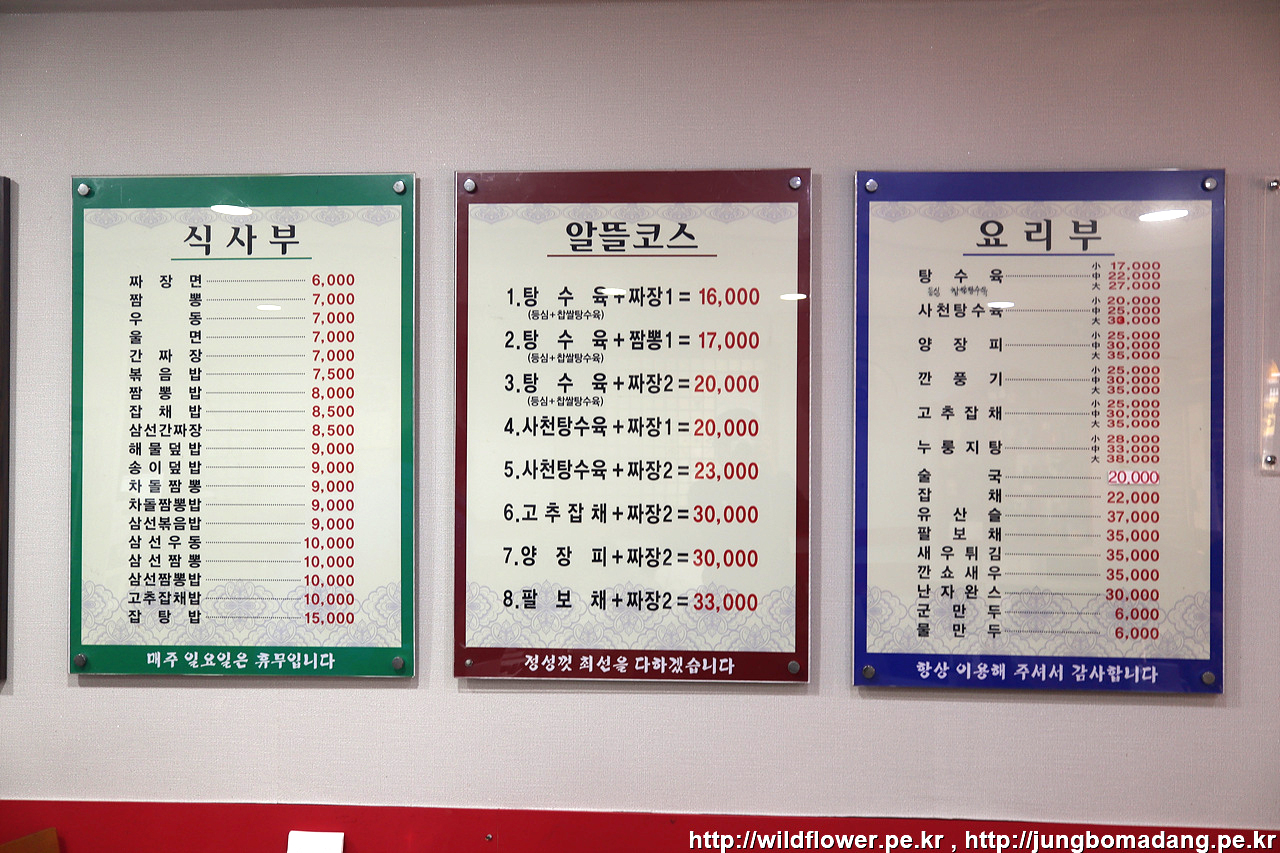 식사부
짜장면 6,000
짬뽕 7,000
우동 7,000
울면 7,000
간짜장 7,000
볶음밥 7,500
짬뽕밥 8,000
잡채밥 8,500
삼선간짜장 8,500
해물덮밥 9,000
송이덮밥 9,000
차돌짬뽕 9,000
차돌짬뽕밥 9,000
삼선볶음밥 9,000
삼선우동 10,000
삼선짬뽕 10,000
삼선짬뽕밥 10,000
고추잡채밥 10,000
잡탕밥 15,000
매주 일요일은 휴무입니다
알뜰코스
1.탕수육+짜장1=16,000
(등심+찹쌀탕수육)
2.탕수육+짬뽕1=17,000
(등심+찹쌀탕수육)
3.탕수육+짜장2=20,000
(등심+찹쌀탕수육)
4.사천탕수육+짜장1=20,000
5.사천탕수육+짜장2=23,000
6.고추잡채+짜장2=30,000
7.양장피+짜장2=30,000
8.팔보채+짜장2=33,000
정성껏 최선을 다하겠습니다
요리부
小 17.000
탕수육 中 22.000
大 27.000
등심 찹쌀탕수육
小 20.000
사천탕수육 中 25.000
大 30.000
小 25.000
양장피 中 30.000
大 35.000
小 25.000
깐풍기 中 30.000
大 35.000
小 25.000
고추잡채 中 30.000
大 35.000
小 28.000
누룽지탕 中 33.000
大 38.000
술국 20,000
잡채 22,000
유산슬 37,000
팔보채 35,000
새우튀김 35,000
깐쇼새우 35,000
난자완스 30,000
군만두 6,000
물만두 6,000
항상 이용해 주셔서 감사합니다
http://wildflower.pe.kr , http://jungbomadang.pe.kr